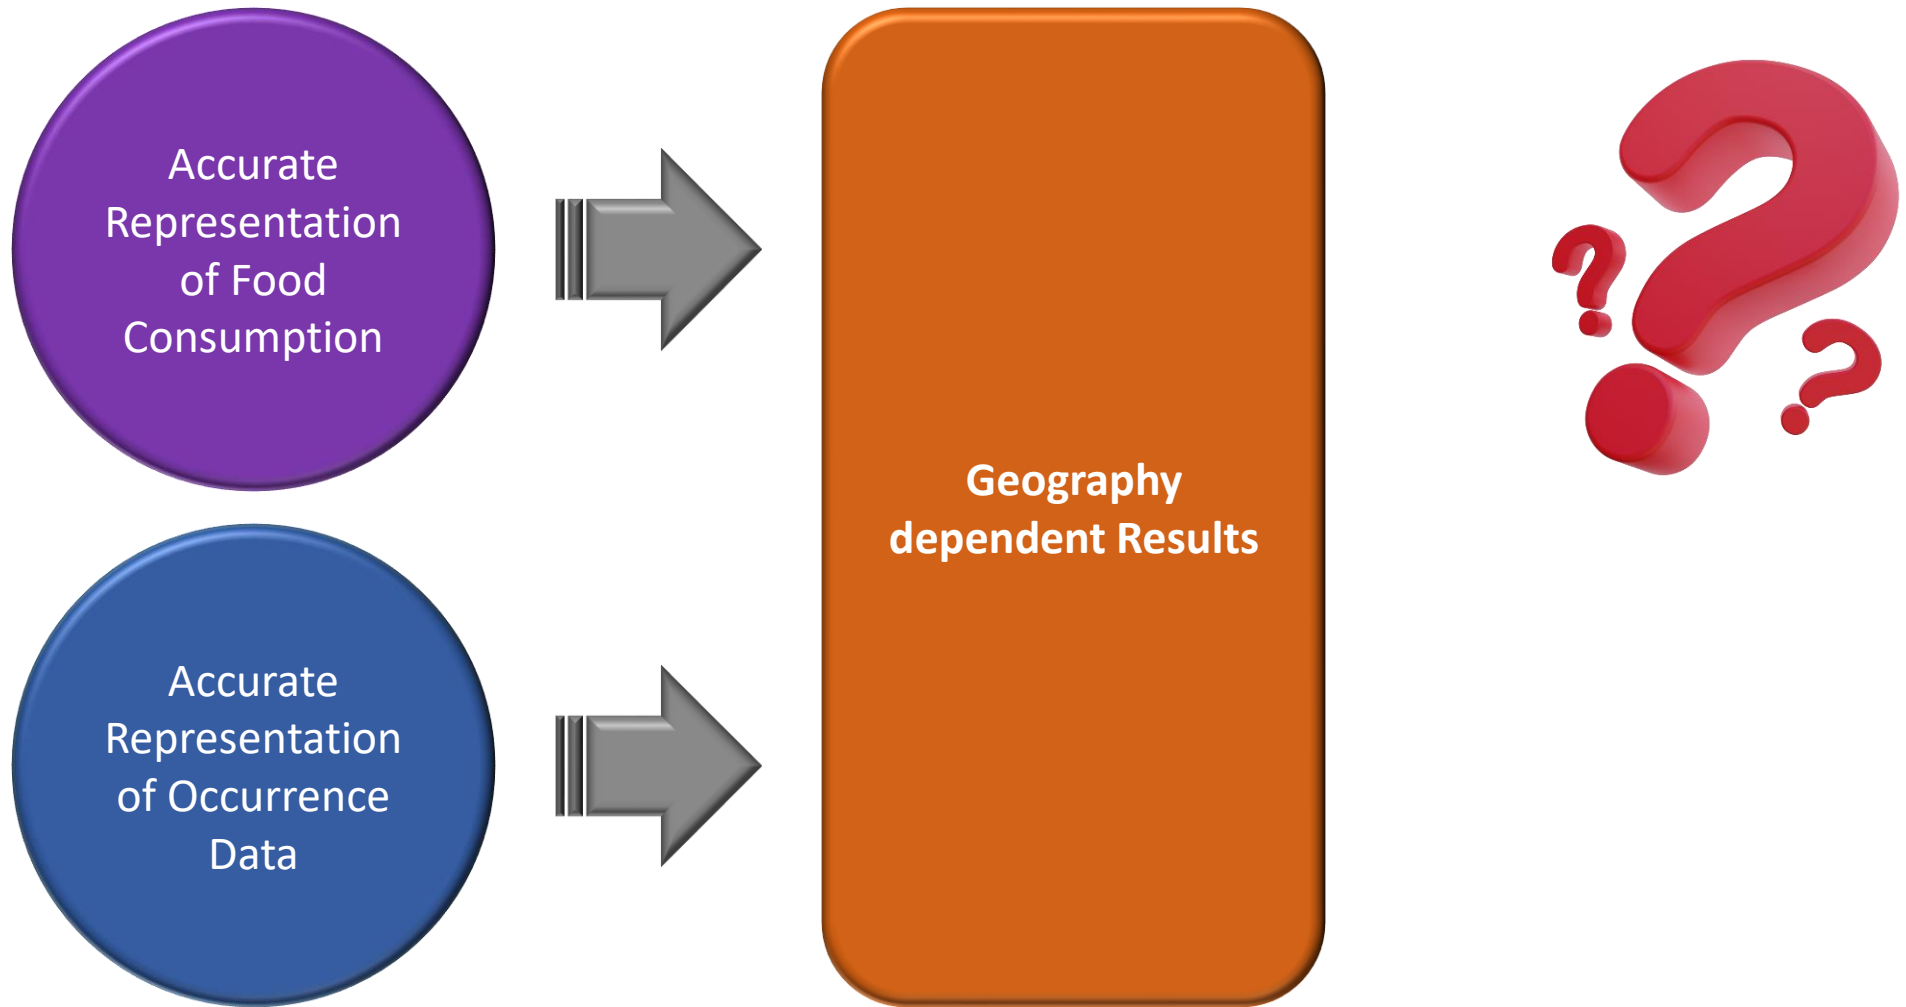 Accurate
Representation
of Food
Consumption
Accurate
Representation
of Occurrence
Data
Geography
dependent Results